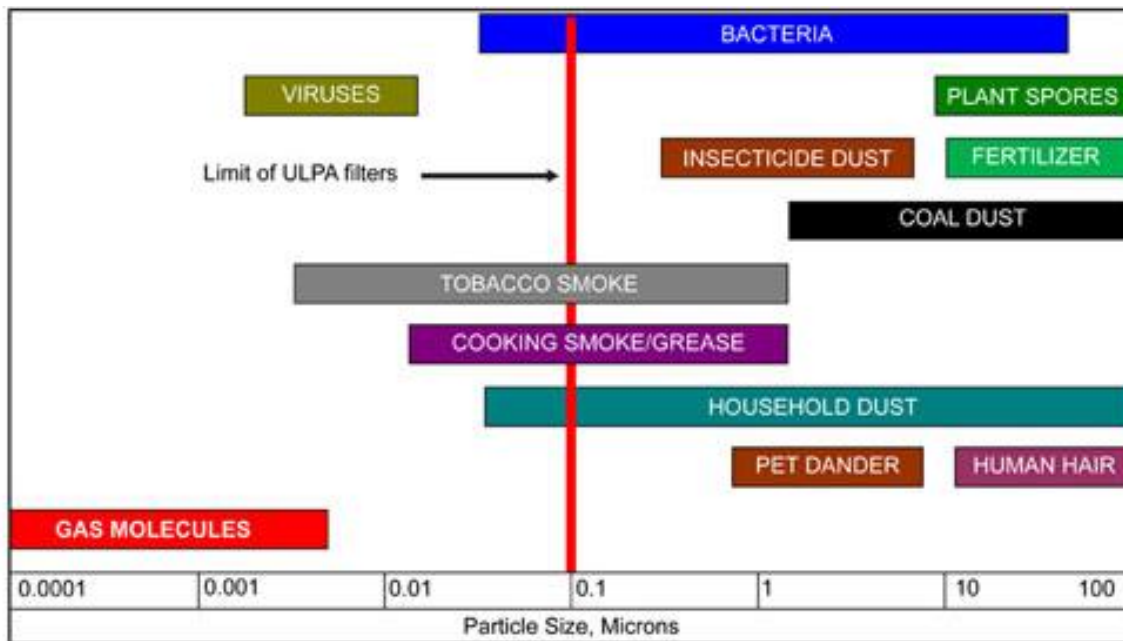 BACTERIA
VIRUSES
PLANT SPORES
INSECTICIDE DUST
FERTILIZER
Limit of ULPA filters
COAL DUST
TOBACCO SMOKE
COOKING SMOKE/GREASE
HOUSEHOLD DUST
PET DANDER
HUMAN HAIR
GAS MOLECULES
0.0001 0.001 0.01 0.1 1 10 100
Particle Size, Microns